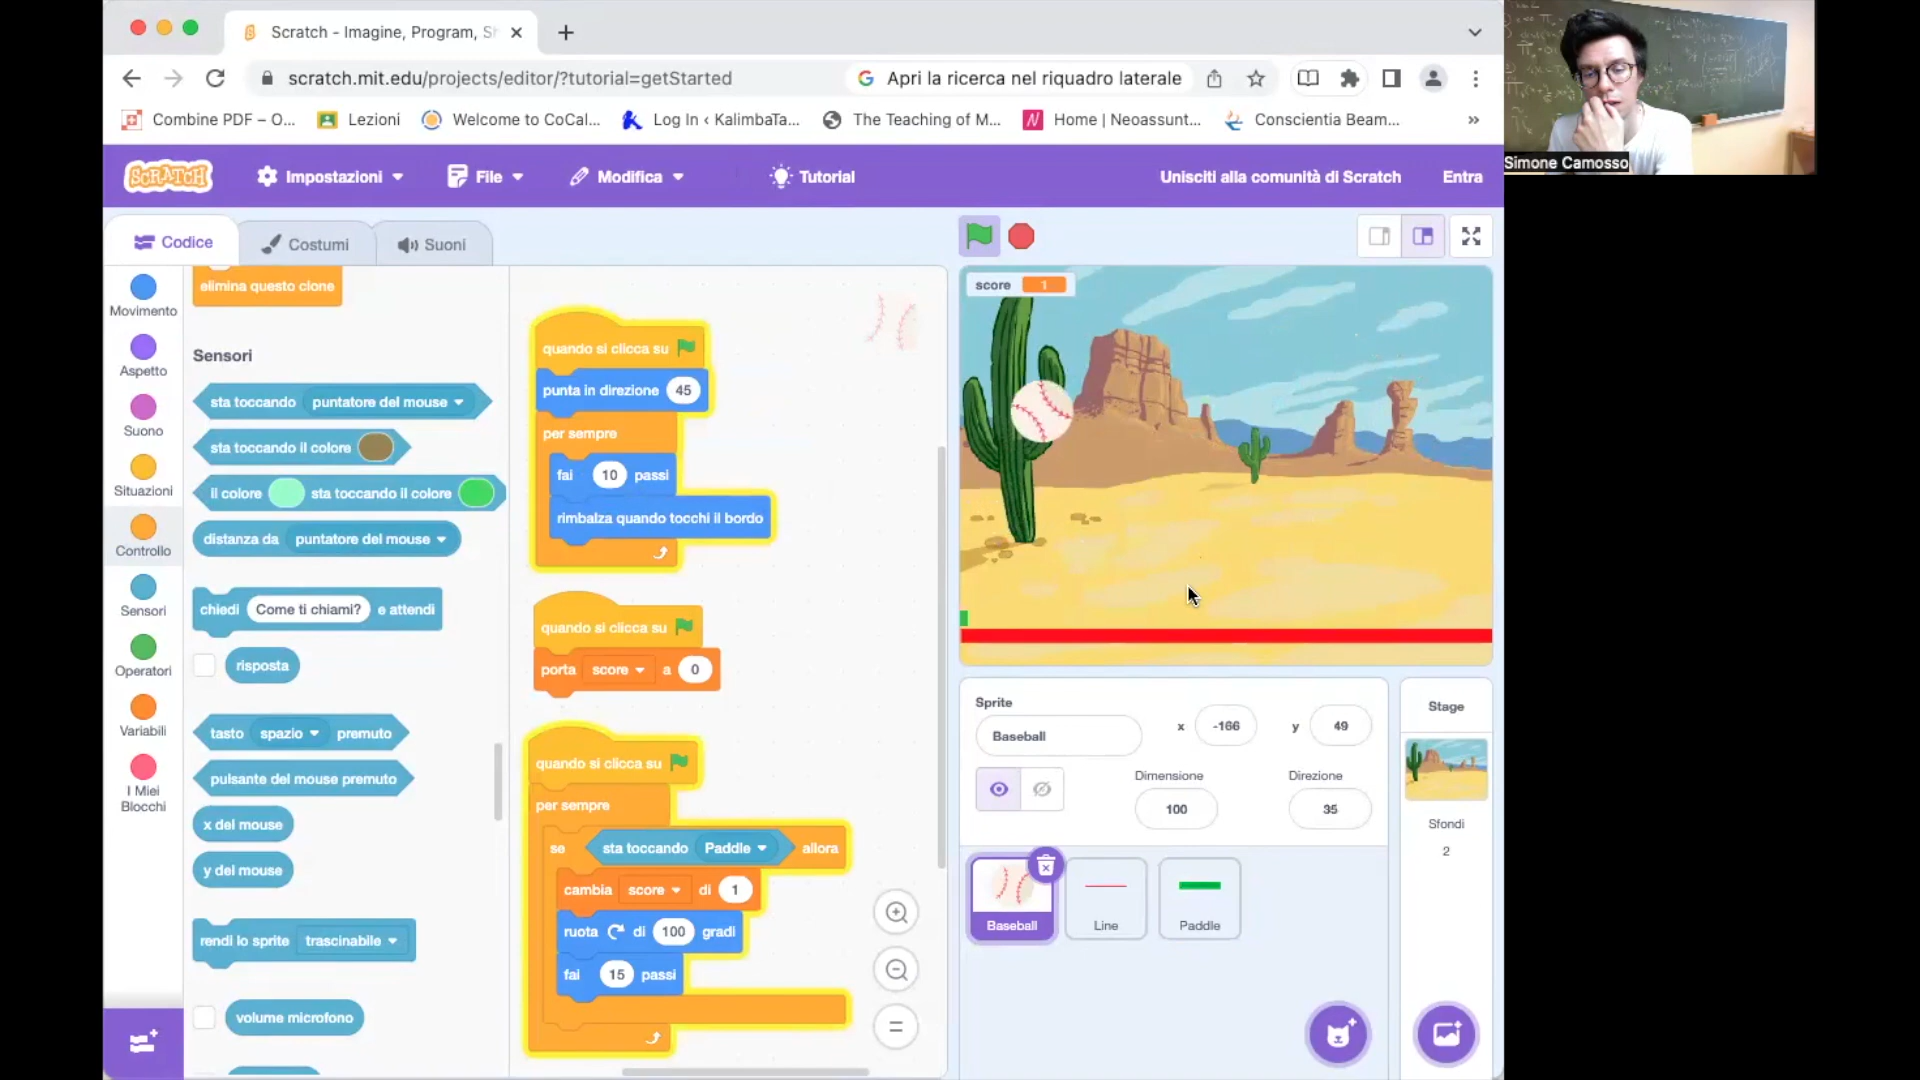 Scratch - Imagine, Program, Sh
scratch.mit.edu/projects/editor/?tutorial=getStarted
Apri la ricerca nel riquadro laterale
Combine PDF – O...
Lezioni
Welcome to CoCal...
Log In ‹ KalimbaTa...
The Teaching of M...
Home | Neoassunt...
Conscientia Beam...
»
SCRATCH
Impostazioni
File
Modifica
Tutorial
Unisciti alla comunità di Scratch
Entra
Codice
Costumi
Suoni
Movimento
Aspetto
Suono
Situazioni
Controllo
Sensori
Operatori
Variabili
I Miei
Blocchi
elimina questo clone
Sensori
sta toccando puntatore del mouse
sta toccando il colore
il colore sta toccando il colore
distanza da puntatore del mouse
chiedi Come ti chiami? e attendi
risposta
tasto spazio premuto
pulsante del mouse premuto
x del mouse
y del mouse
rendi lo sprite trascinabile
volume microfono
quando si clicca su
punta in direzione 45
per sempre
fai 10 passi
rimbalza quando tocchi il bordo
quando si clicca su
porta score a 0
quando si clicca su
per sempre
se sta toccando Paddle allora
cambia score di 1
ruota di 100 gradi
fai 15 passi
score 1
Sprite
Baseball
x -166 y 49
Dimensione
100
Direzione
35
Baseball
Line
Paddle
Stage
Sfondi
2
Simone Camosso